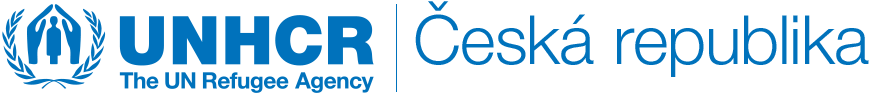 UNHCR
The UN Refugee Agency
Česká republika